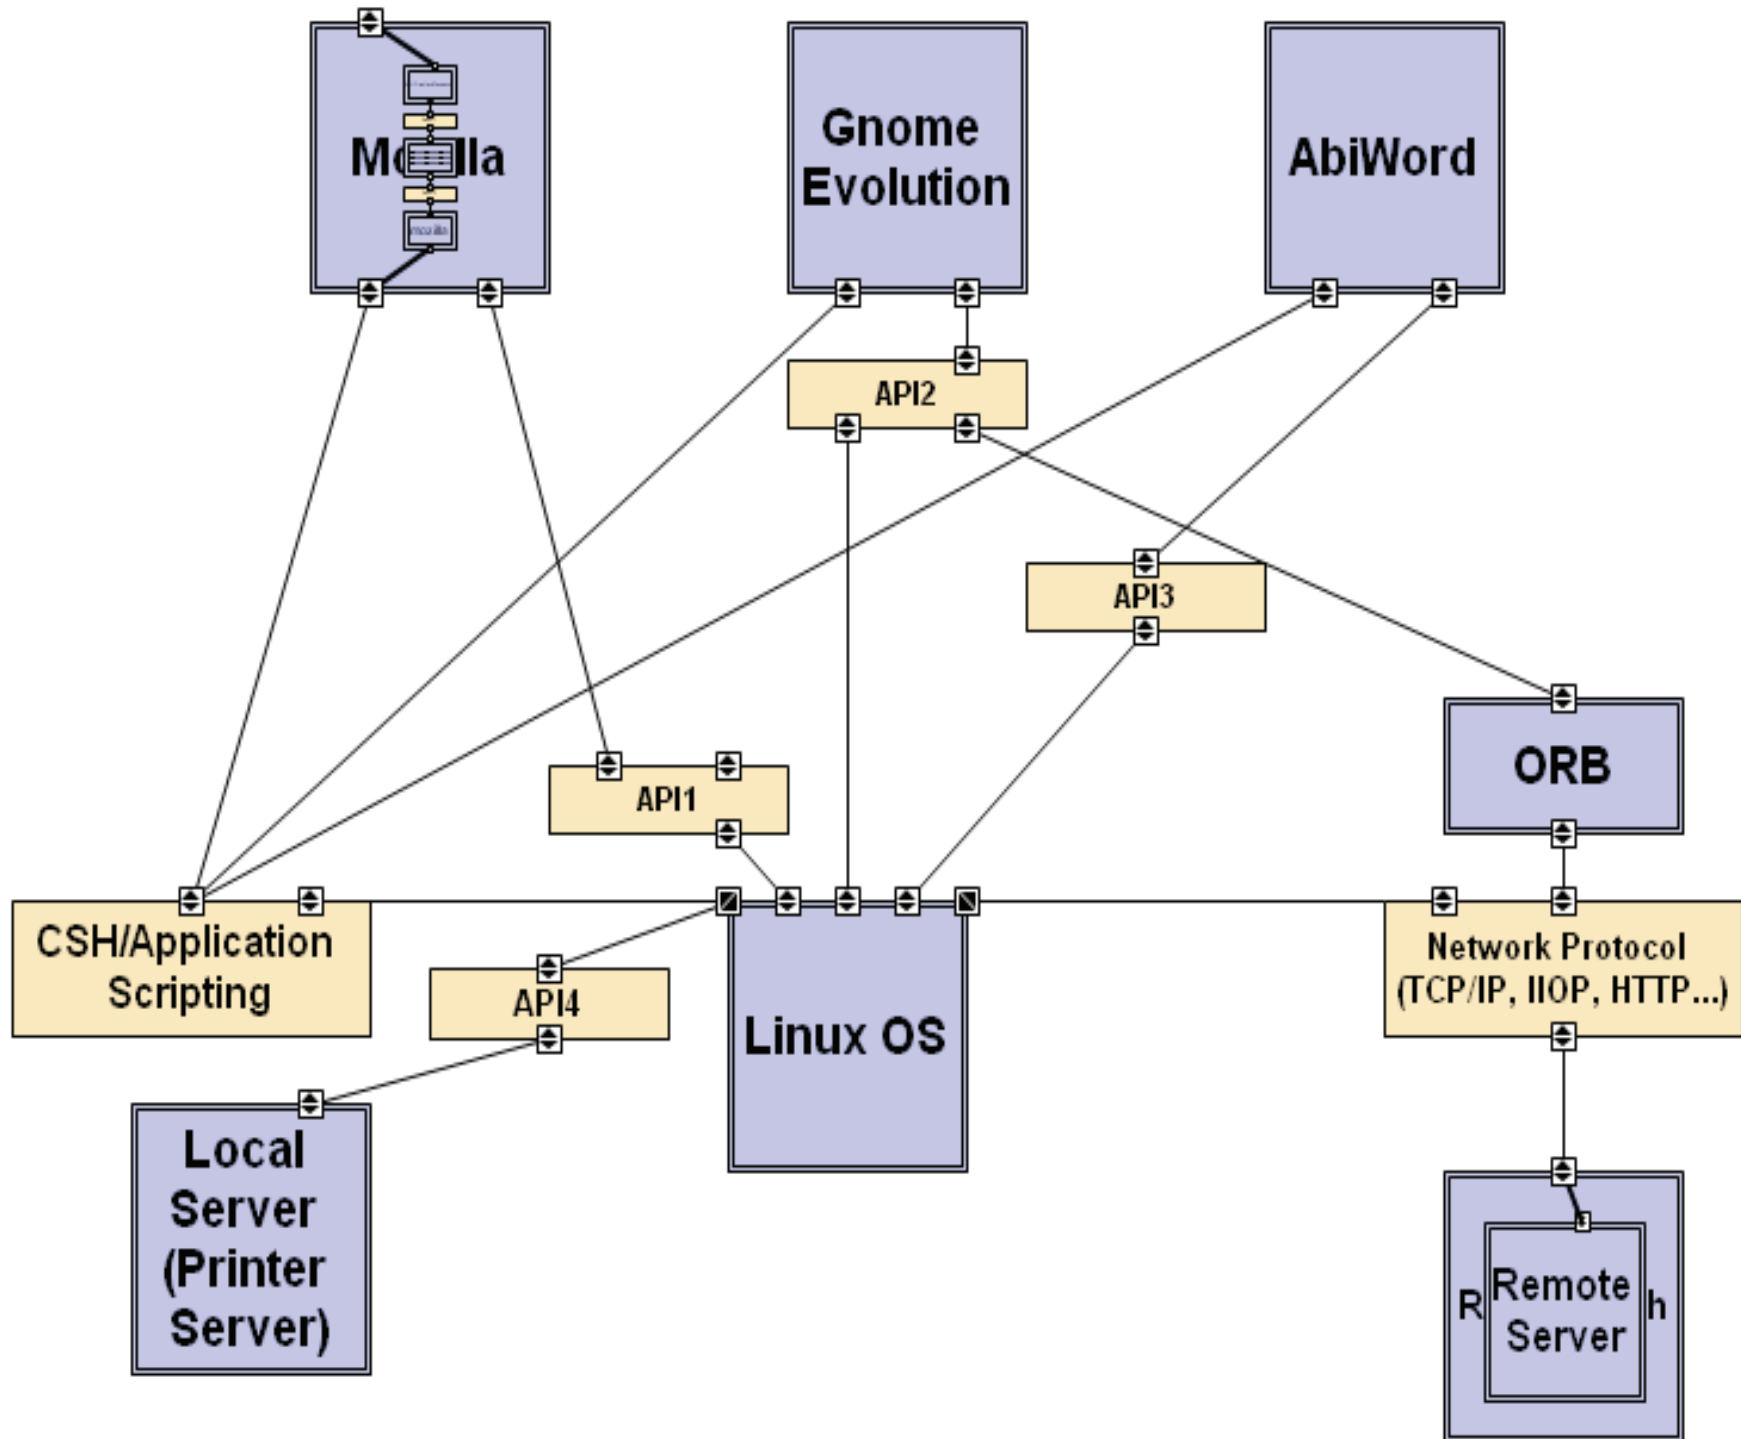 Gnome
Evolution
AbiWord
mozilla
API2
API3
ORB
API1
CSH/Application
Scripting
API4
Linux OS
Network Protocol
(TCP/IP, IIOP, HTTP...)
Local
Server
(Printer
Server)
Remote
Server